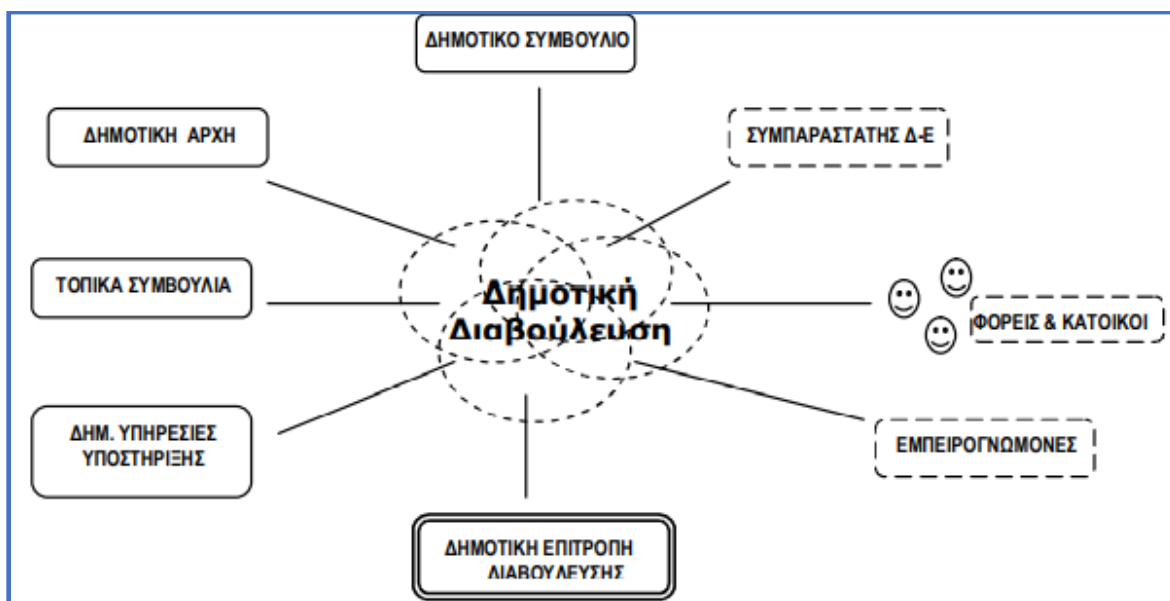 ΔΗΜΟΤΙΚΟ ΣΥΜΒΟΥΛΙΟ
ΔΗΜΟΤΙΚΗ ΑΡΧΗ
ΣΥΜΠΑΡΑΣΤΑΤΗΣ Δ-Ε
ΤΟΠΙΚΑ ΣΥΜΒΟΥΛΙΑ
Δημοτική
Διαβούλευση
ΦΟΡΕΙΣ & ΚΑΤΟΙΚΟΙ
ΔΗΜ. ΥΠΗΡΕΣΙΕΣ
ΥΠΟΣΤΗΡΙΞΗΣ
ΕΜΠΕΙΡΟΓΝΩΜΟΝΕΣ
ΔΗΜΟΤΙΚΗ ΕΠΙΤΡΟΠΗ
ΔΙΑΒΟΥΛΕΥΣΗΣ